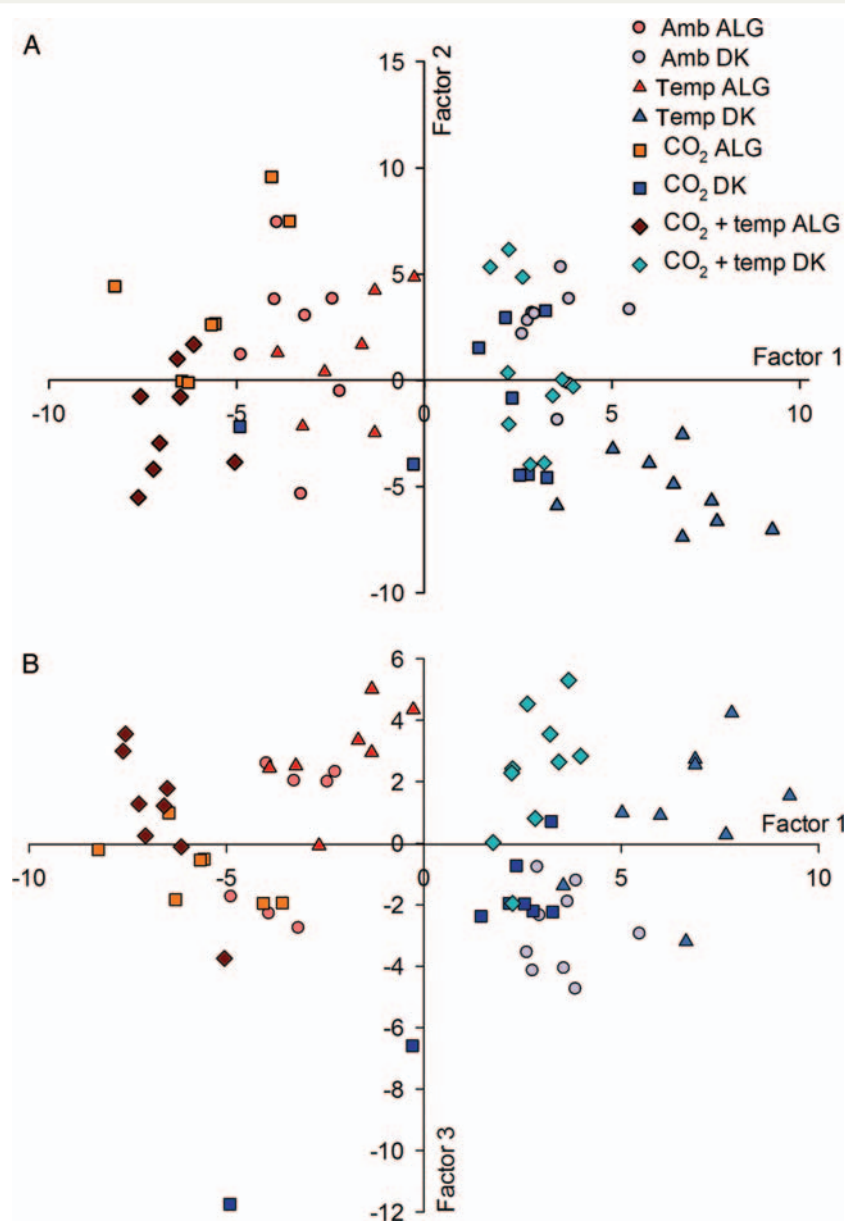 A
Factor 2
15
10
5
0
-5
-10
-10
-5
0
5
10
Factor 1
Amb ALG
Amb DK
Temp ALG
Temp DK
CO₂ ALG
CO₂ DK
CO₂ + temp ALG
CO₂ + temp DK
B
6
4
2
0
-2
-4
-6
-8
-10
-12
-10
-5
0
5
10
Factor 1
Factor 3